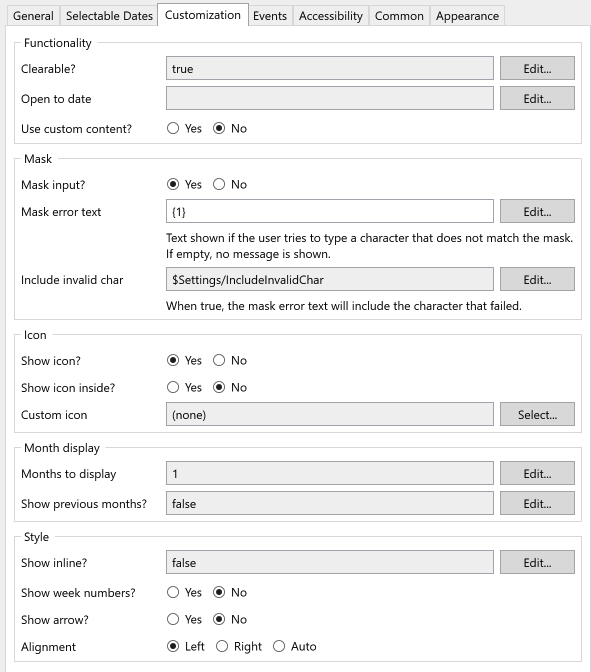 General Selectable Dates Customization Events Accessibility Common Appearance
Functionality
Clearable? true Edit...
Open to date Edit...
Use custom content? Yes No
Mask
Mask input? Yes No
Mask error text {1} Edit...
Text shown if the user tries to type a character that does not match the mask.
If empty, no message is shown.
Include invalid char $Settings/IncludeInvalidChar Edit...
When true, the mask error text will include the character that failed.
Icon
Show icon? Yes No
Show icon inside? Yes No
Custom icon (none) Select...
Month display
Months to display 1 Edit...
Show previous months? false Edit...
Style
Show inline? false Edit...
Show week numbers? Yes No
Show arrow? Yes No
Alignment Left Right Auto